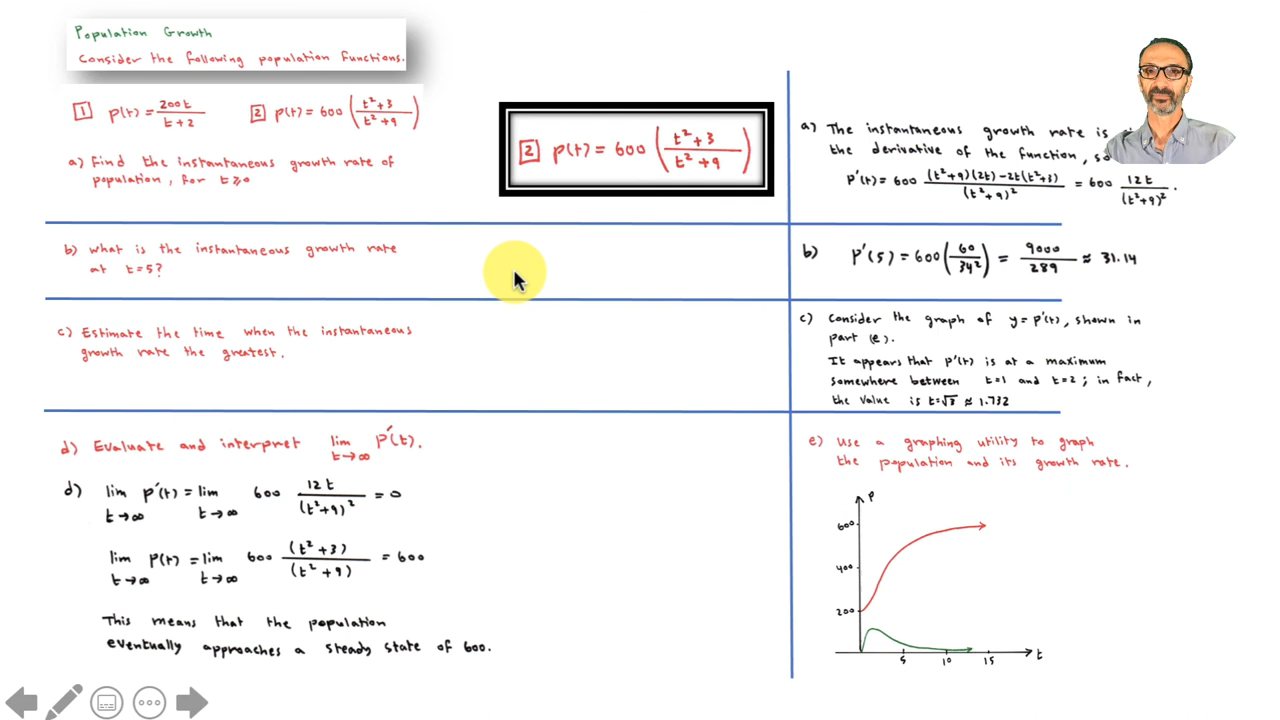 Population Growth
Consider the following population functions.
1 P(t) = 200t / t+2
2 P(t) = 600 ( t²+3 / t²+9 )
a) Find the instantaneous growth rate of
population, for t≥0
2 P(t) = 600 ( t²+3 / t²+9 )
a) The instantaneous growth rate is
the derivative of the function,
P'(t) = 600 (t²+9)(2t)-2t(t²+3) / (t²+9)² = 600 12t / (t²+9)² .
b) What is the instantaneous growth rate
at t=5?
b) P'(5) = 600 ( 60 / 34² ) = 9000 / 289 ≈ 31.14
c) Estimate the time when the instantaneous
growth rate the greatest.
c) Consider the graph of y = P'(t), shown in
part (e).
It appears that P'(t) is at a maximum
somewhere between t=1 and t=2; in fact,
the value is t=√3 ≈ 1.732
d) Evaluate and interpret lim t→∞ P'(t).
d) lim t→∞ P'(t) = lim t→∞ 600 12t / (t²+9)² = 0
lim t→∞ P(t) = lim t→∞ 600 (t²+3) / (t²+9) = 600
This means that the population
eventually approaches a steady state of 600.
e) Use a graphing utility to graph
the population and its growth rate.
P
600
400
200
5 10 15 t